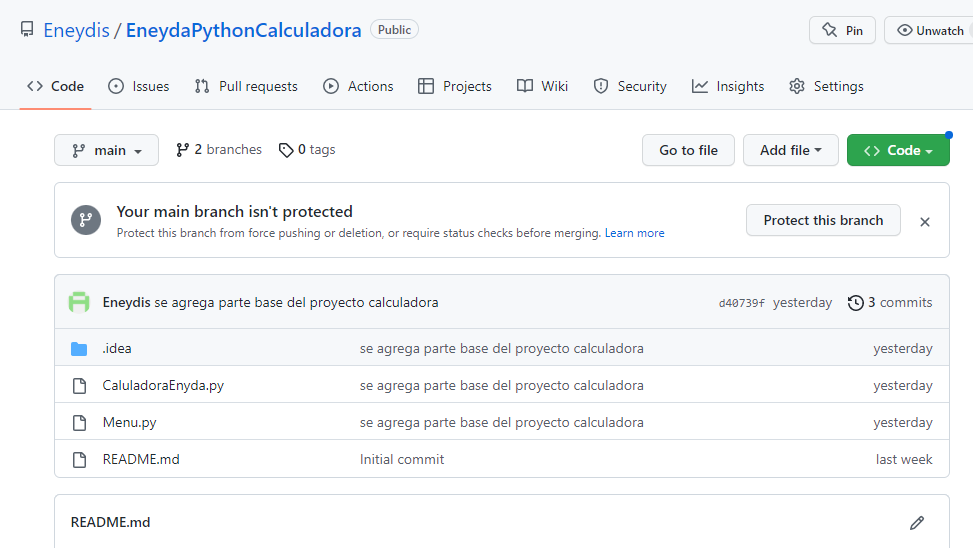 Eneydis / EneydaPythonCalculadora Public Pin Unwatch
Code Issues Pull requests Actions Projects Wiki Security Insights Settings
main 2 branches 0 tags Go to file Add file Code
Your main branch isn't protected
Protect this branch from force pushing or deletion, or require status checks before merging. Learn more
Protect this branch
Eneydis se agrega parte base del proyecto calculadora d40739f yesterday 3 commits
.idea se agrega parte base del proyecto calculadora yesterday
CaluladoraEnyda.py se agrega parte base del proyecto calculadora yesterday
Menu.py se agrega parte base del proyecto calculadora yesterday
README.md Initial commit last week
README.md